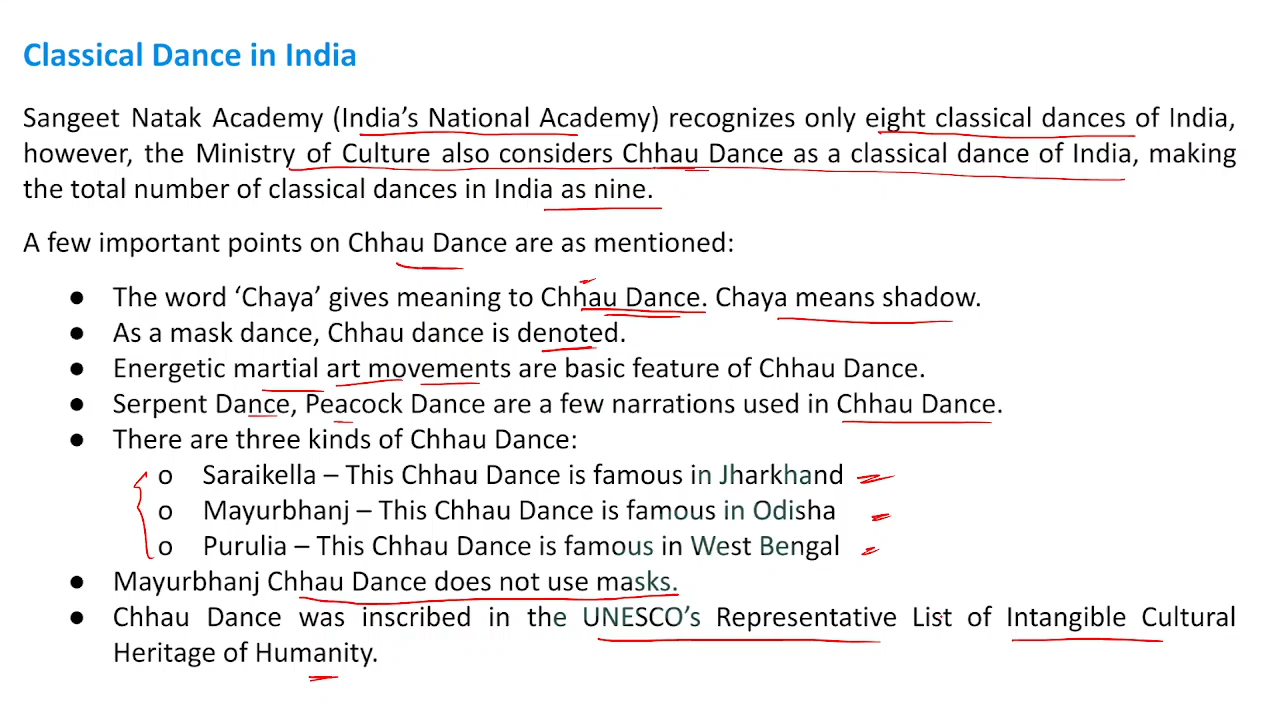 Classical Dance in India
Sangeet Natak Academy (India’s National Academy) recognizes only eight classical dances of India,
however, the Ministry of Culture also considers Chhau Dance as a classical dance of India, making
the total number of classical dances in India as nine.
A few important points on Chhau Dance are as mentioned:
● The word ‘Chaya’ gives meaning to Chhau Dance. Chaya means shadow.
● As a mask dance, Chhau dance is denoted.
● Energetic martial art movements are basic feature of Chhau Dance.
● Serpent Dance, Peacock Dance are a few narrations used in Chhau Dance.
● There are three kinds of Chhau Dance:
o Saraikella – This Chhau Dance is famous in Jharkhand
o Mayurbhanj – This Chhau Dance is famous in Odisha
o Purulia – This Chhau Dance is famous in West Bengal
● Mayurbhanj Chhau Dance does not use masks.
● Chhau Dance was inscribed in the UNESCO’s Representative List of Intangible Cultural
Heritage of Humanity.